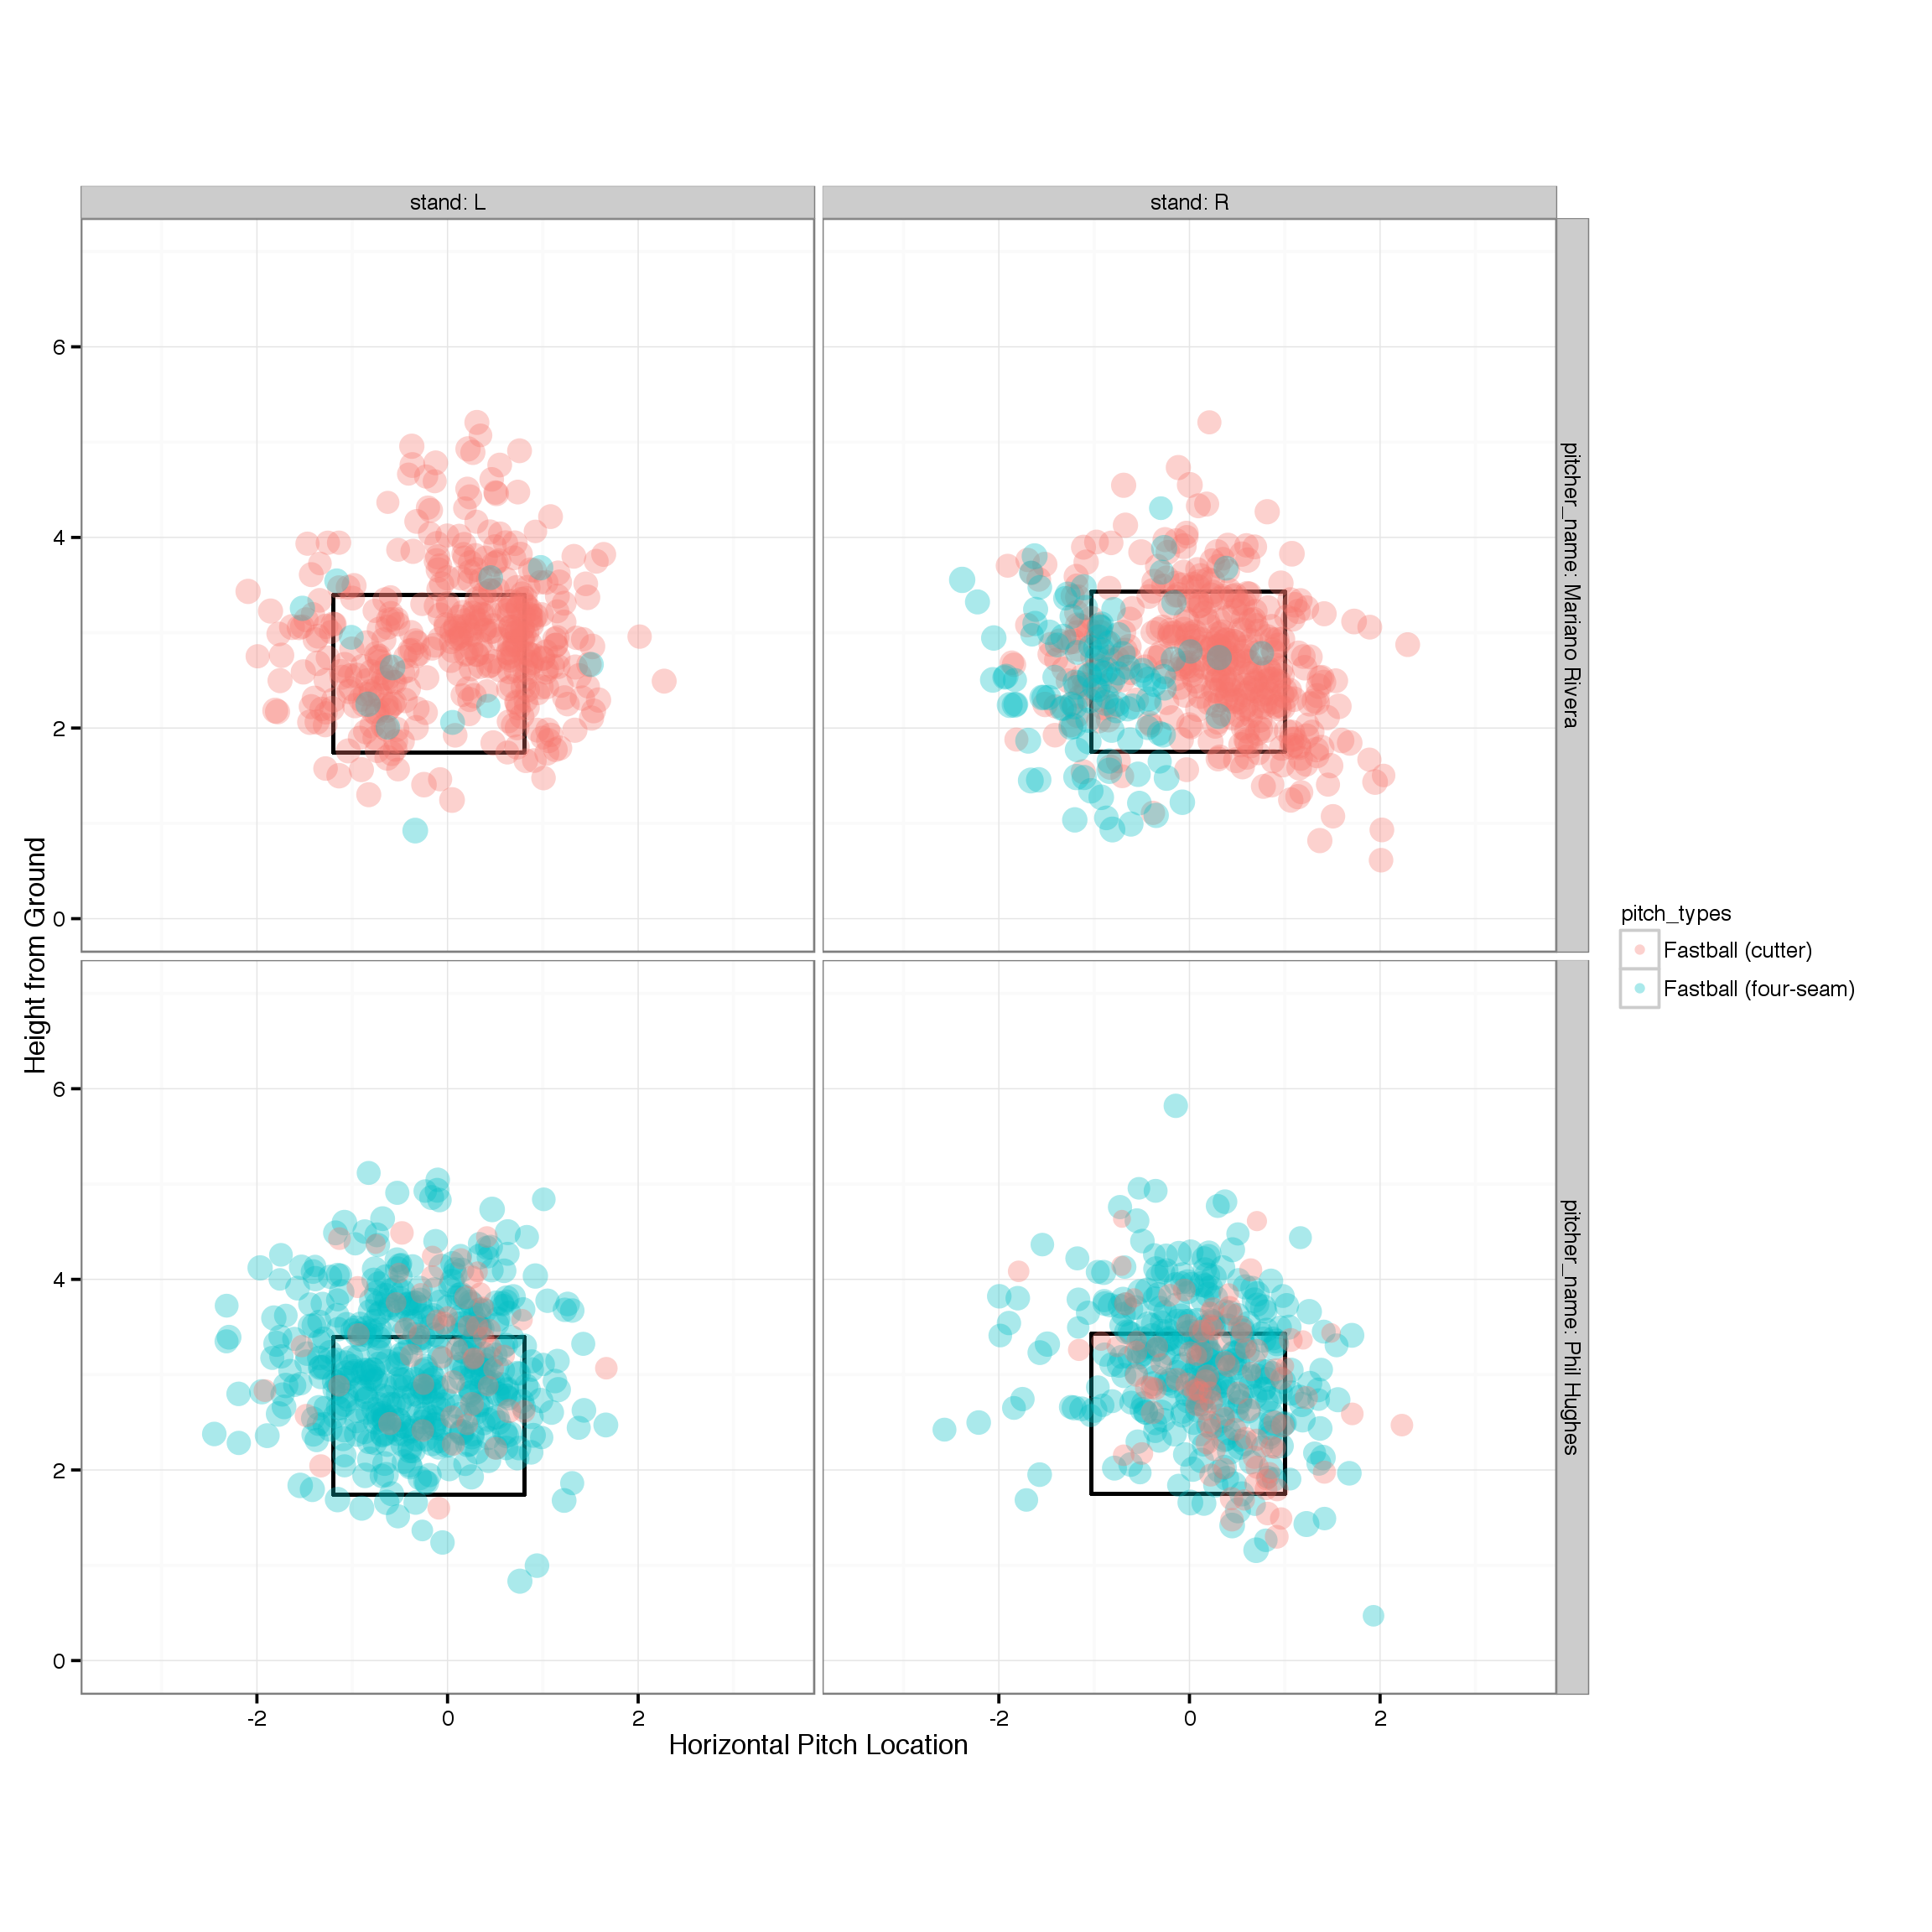 stand: L
stand: R
6
4
2
0
pitcher_name: Mariano Rivera
6
4
2
0
pitcher_name: Phil Hughes
-2
0
2
-2
0
2
Horizontal Pitch Location
Height from Ground
pitch_types
Fastball (cutter)
Fastball (four-seam)